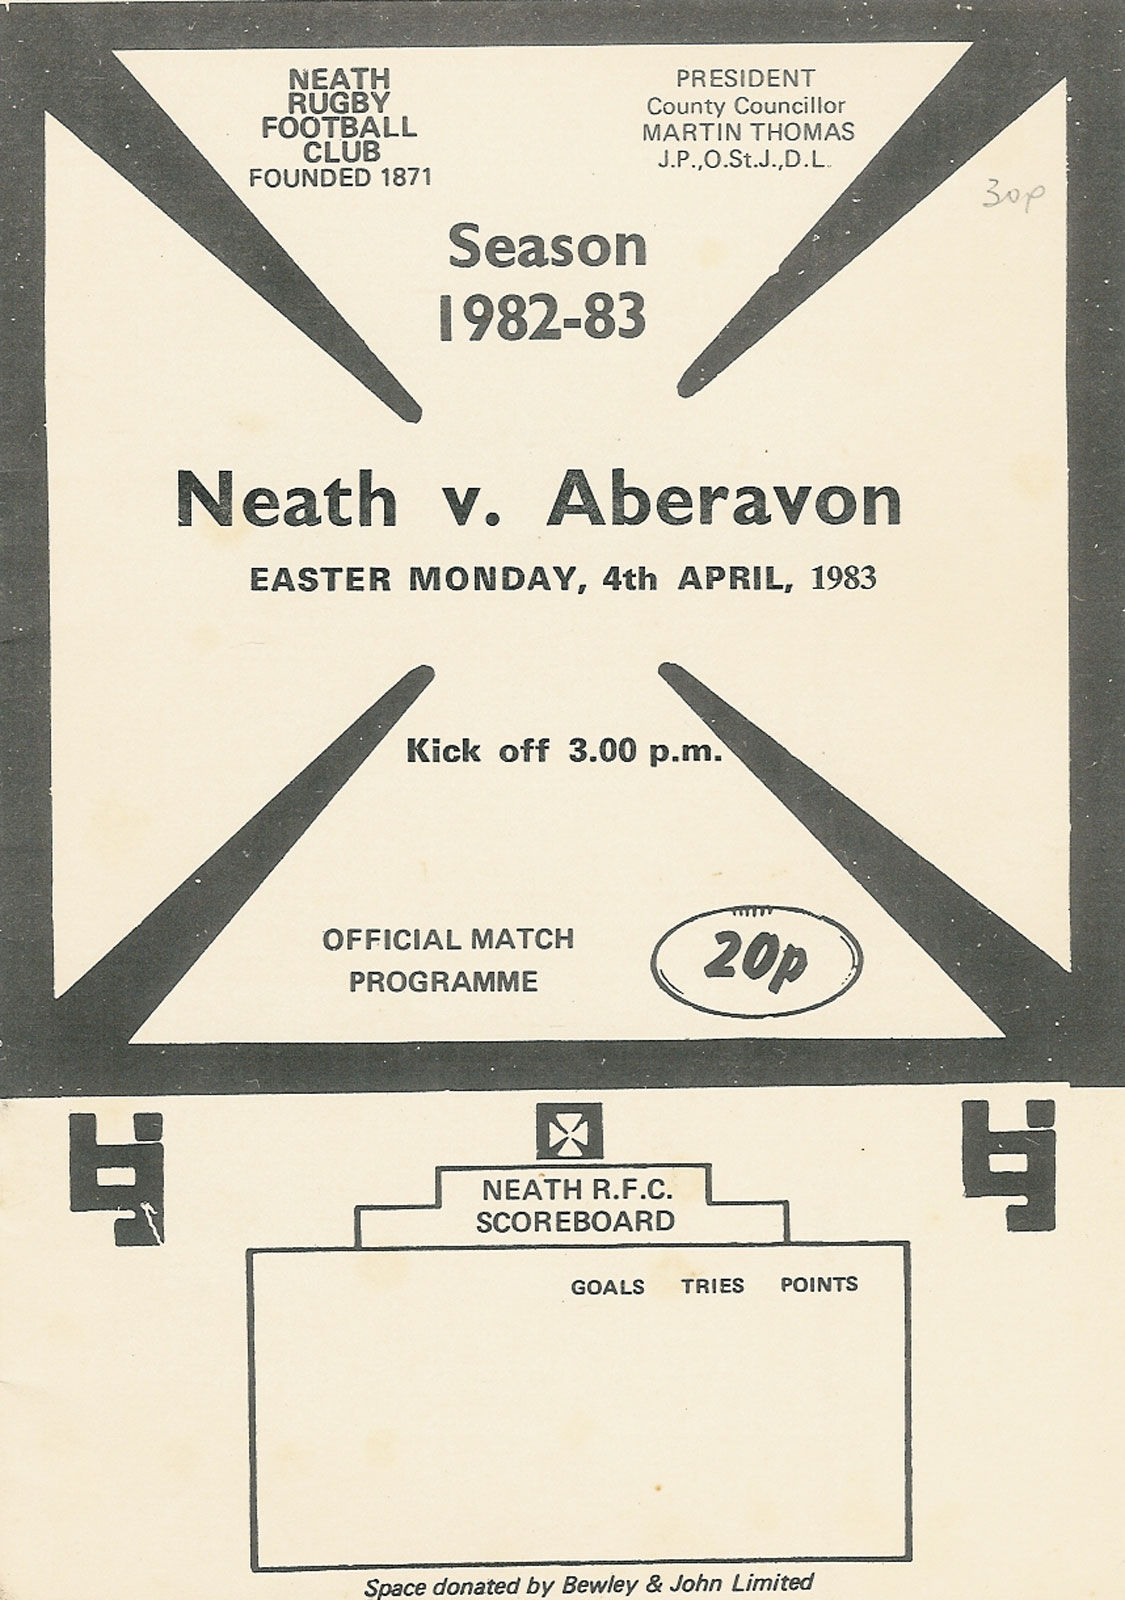 NEATH
RUGBY
FOOTBALL
CLUB
FOUNDED 1871
PRESIDENT
County Councillor
MARTIN THOMAS
J.P.,O.St.J.,D.L.
30p
Season
1982-83
Neath v. Aberavon
EASTER MONDAY, 4th APRIL, 1983
Kick off 3.00 p.m.
OFFICIAL MATCH
PROGRAMME
20p
bj
bj
NEATH R.F.C.
SCOREBOARD
GOALS TRIES POINTS
Space donated by Bewley & John Limited